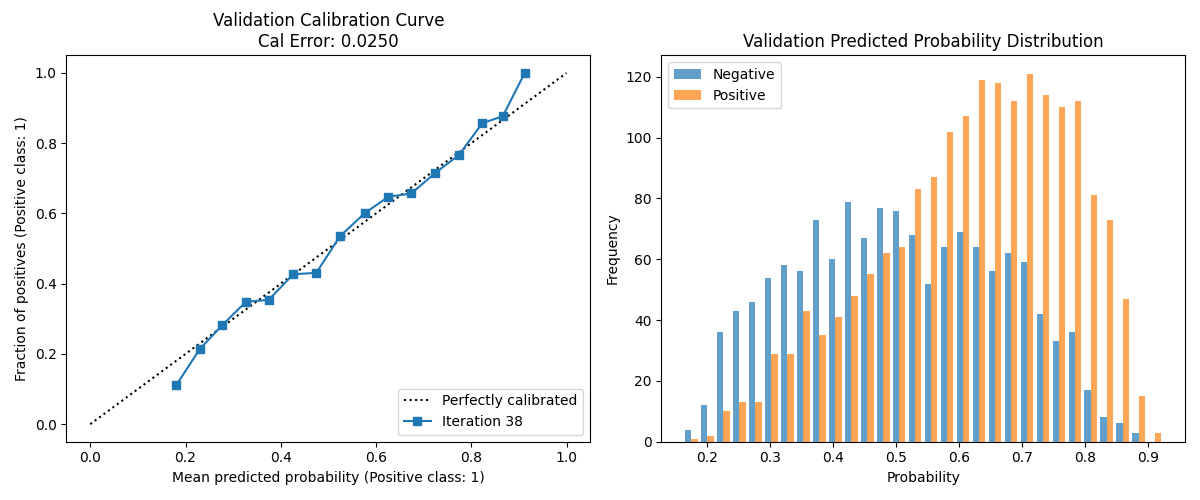 Validation Calibration Curve
Cal Error: 0.0250
Fraction of positives (Positive class: 1)
1.0
0.8
0.6
0.4
0.2
0.0
Perfectly calibrated
Iteration 38
0.0 0.2 0.4 0.6 0.8 1.0
Mean predicted probability (Positive class: 1)
Validation Predicted Probability Distribution
Negative
Positive
Frequency
120
100
80
60
40
20
0
0.2 0.3 0.4 0.5 0.6 0.7 0.8 0.9
Probability